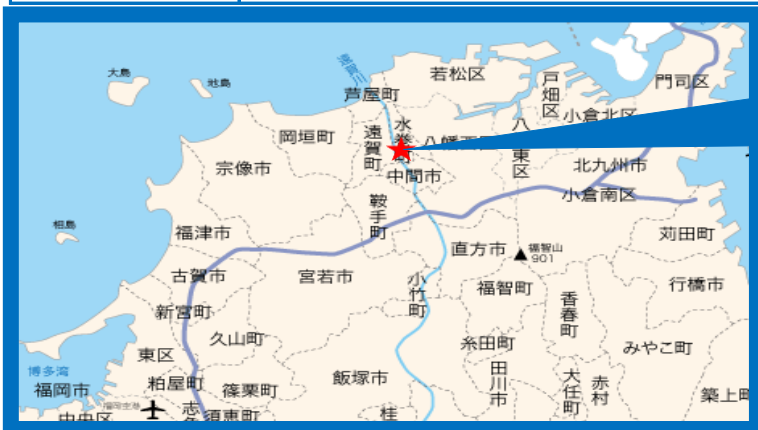 大島
地島
遠賀川
若松区
戸畑区
門司区
芦屋町
水巻町
遠賀町
岡垣町
小倉北区
八幡西区
八幡東区
北九州市
宗像市
中間市
小倉南区
鞍手町
相島
福津市
直方市
福智山
901
苅田町
古賀市
宮若市
小竹町
福智町
行橋市
香春町
新宮町
久山町
糸田町
みやこ町
東区
博多湾
福岡市
粕屋町
篠栗町
飯塚市
田川市
大任町
赤村
築上町
福岡空港
中央区
志
須恵町
桂